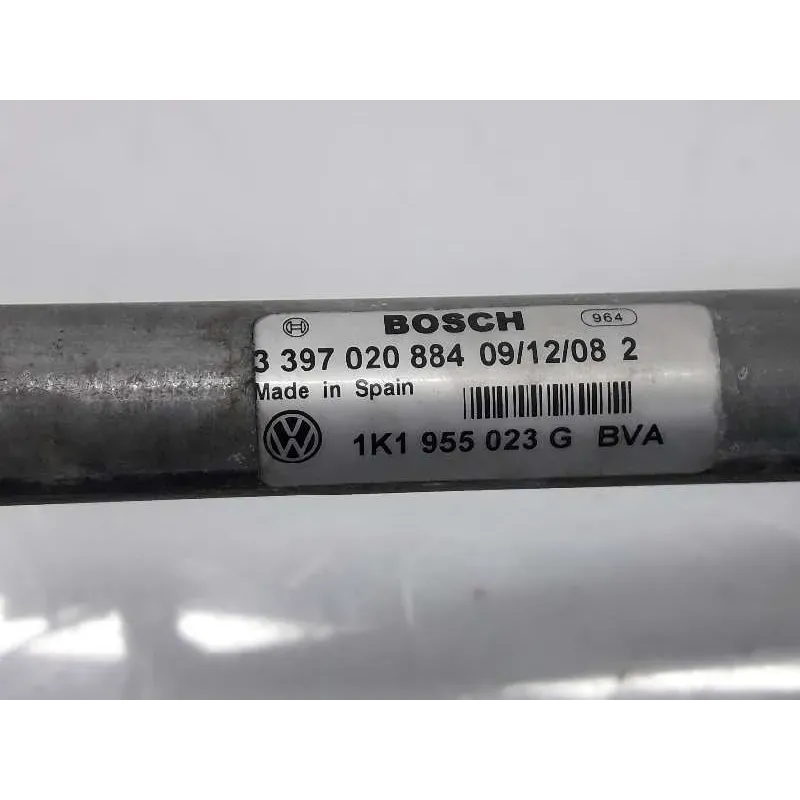 BOSCH 964
3 397 020 884 09/12/08 2
Made in Spain
1K1 955 023 G BVA